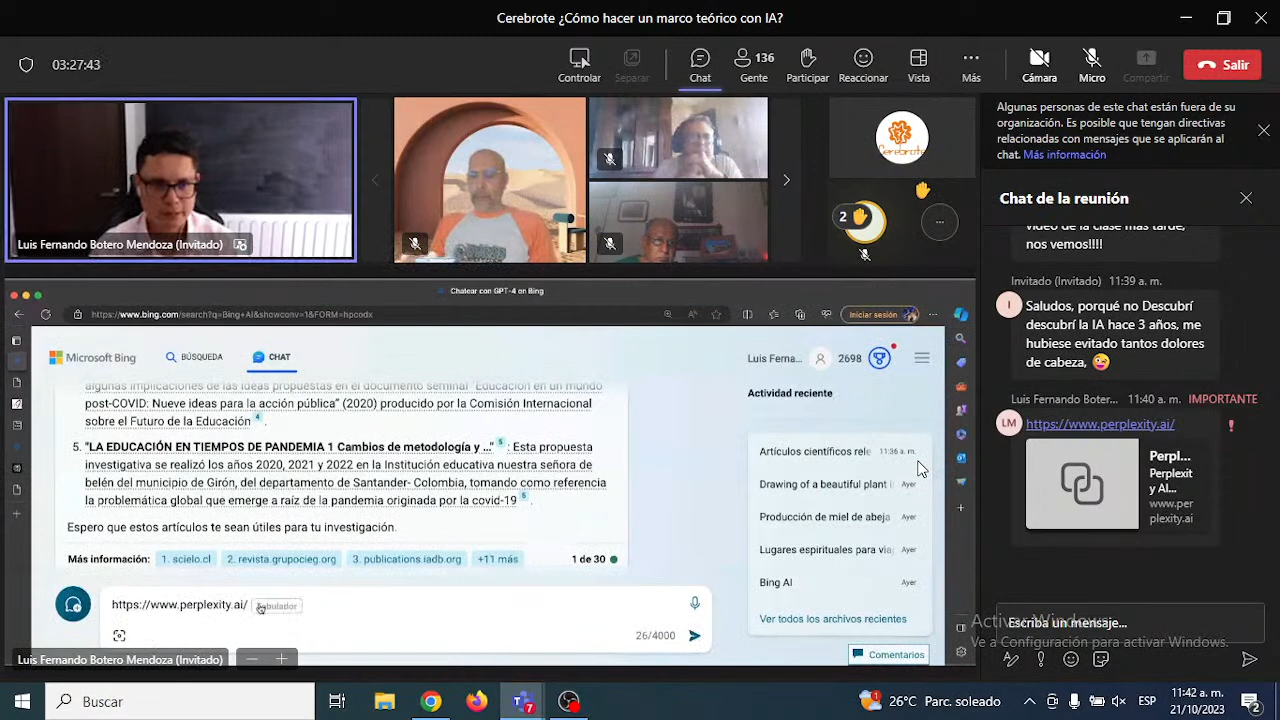 Cerebrote ¿Cómo hacer un marco teórico con IA?
03:27:43
Controlar
Separar
Chat
136
Gente
Participar
Reaccionar
Vista
Más
Cámara
Micro
Compartir
Salir
Luis Fernando Botero Mendoza (Invitado)
Cerebrote
2
Algunas personas de este chat están fuera de su
organización. Es posible que tengan directivas
relacionadas con mensajes que se aplicarán al
chat. Más información
Chat de la reunión
video de la clase más tarde,
nos vemos!!!!
Invitado (Invitado) 11:39 a. m.
I
Saludos, porqué no Descubrí
descubrí la IA hace 3 años, me
hubiese evitado tantos dolores
de cabeza, 😜
Luis Fernando Boter... 11:40 a. m. IMPORTANTE
LM
https://www.perplexity.ai/
!
Perpl...
Perplexit
y AI...
www.per
plexity.ai
Escriba un mensaje...
Chatear con GPT-4 on Bing
https://www.bing.com/search?q=Bing+AI&showconv=1&FORM=hpcodx
Iniciar sesión
Microsoft Bing
BÚSQUEDA
CHAT
Luis Ferna...
2698
algunas implicaciones de las ideas propuestas en el documento seminal "Educación en un mundo
post-COVID: Nueve ideas para la acción pública" (2020) producido por la Comisión Internacional
sobre el Futuro de la Educación 4.
5. "LA EDUCACIÓN EN TIEMPOS DE PANDEMIA 1 Cambios de metodología y ..." 5: Esta propuesta
investigativa se realizó los años 2020, 2021 y 2022 en la Institución educativa nuestra señora de
belén del municipio de Girón, del departamento de Santander- Colombia, tomando como referencia
la problemática global que emerge a raíz de la pandemia originada por la covid-19 5.
Espero que estos artículos te sean útiles para tu investigación.
Más información: 1. scielo.cl 2. revista.grupocieg.org 3. publications.iadb.org +11 más 1 de 30
https://www.perplexity.ai/ Tabulador
26/4000
Actividad reciente
Artículos científicos rele 11:36 a. m.
Drawing of a beautiful plant i Ayer
Producción de miel de abeja Ayer
Lugares espirituales para via Ayer
Bing AI Ayer
Ver todos los archivos recientes
Comentarios
Luis Fernando Botero Mendoza (Invitado)
Activar Windows
Ve a Configuración para activar Windows.
Buscar
7
1
26°C Parc. soleado
ESP
11:42 a. m.
21/10/2023
2